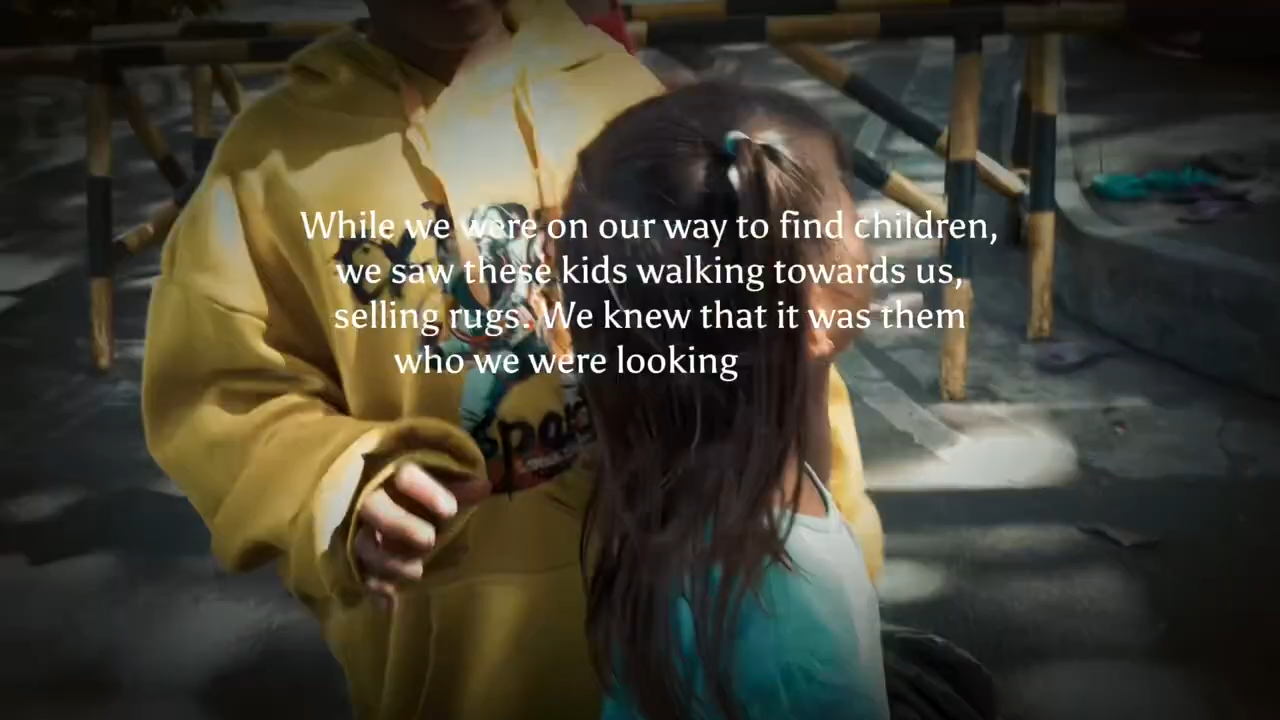 While we were on our way to find children,
we saw these kids walking towards us,
selling rugs. We knew that it was them
who we were looking